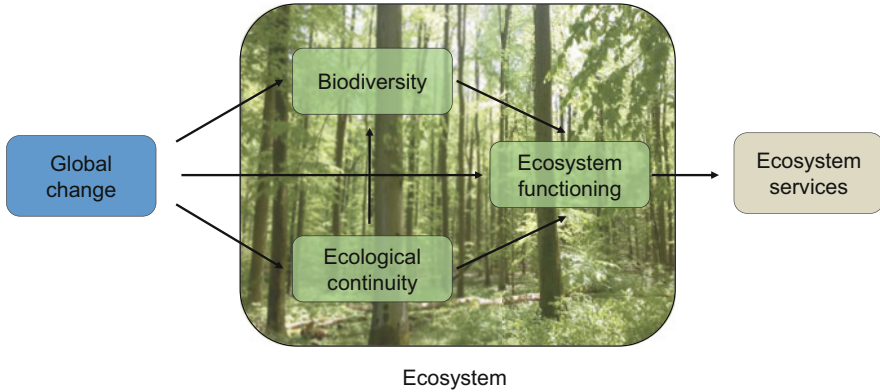 Biodiversity
Global
change
Ecosystem
functioning
Ecosystem
services
Ecological
continuity
Ecosystem